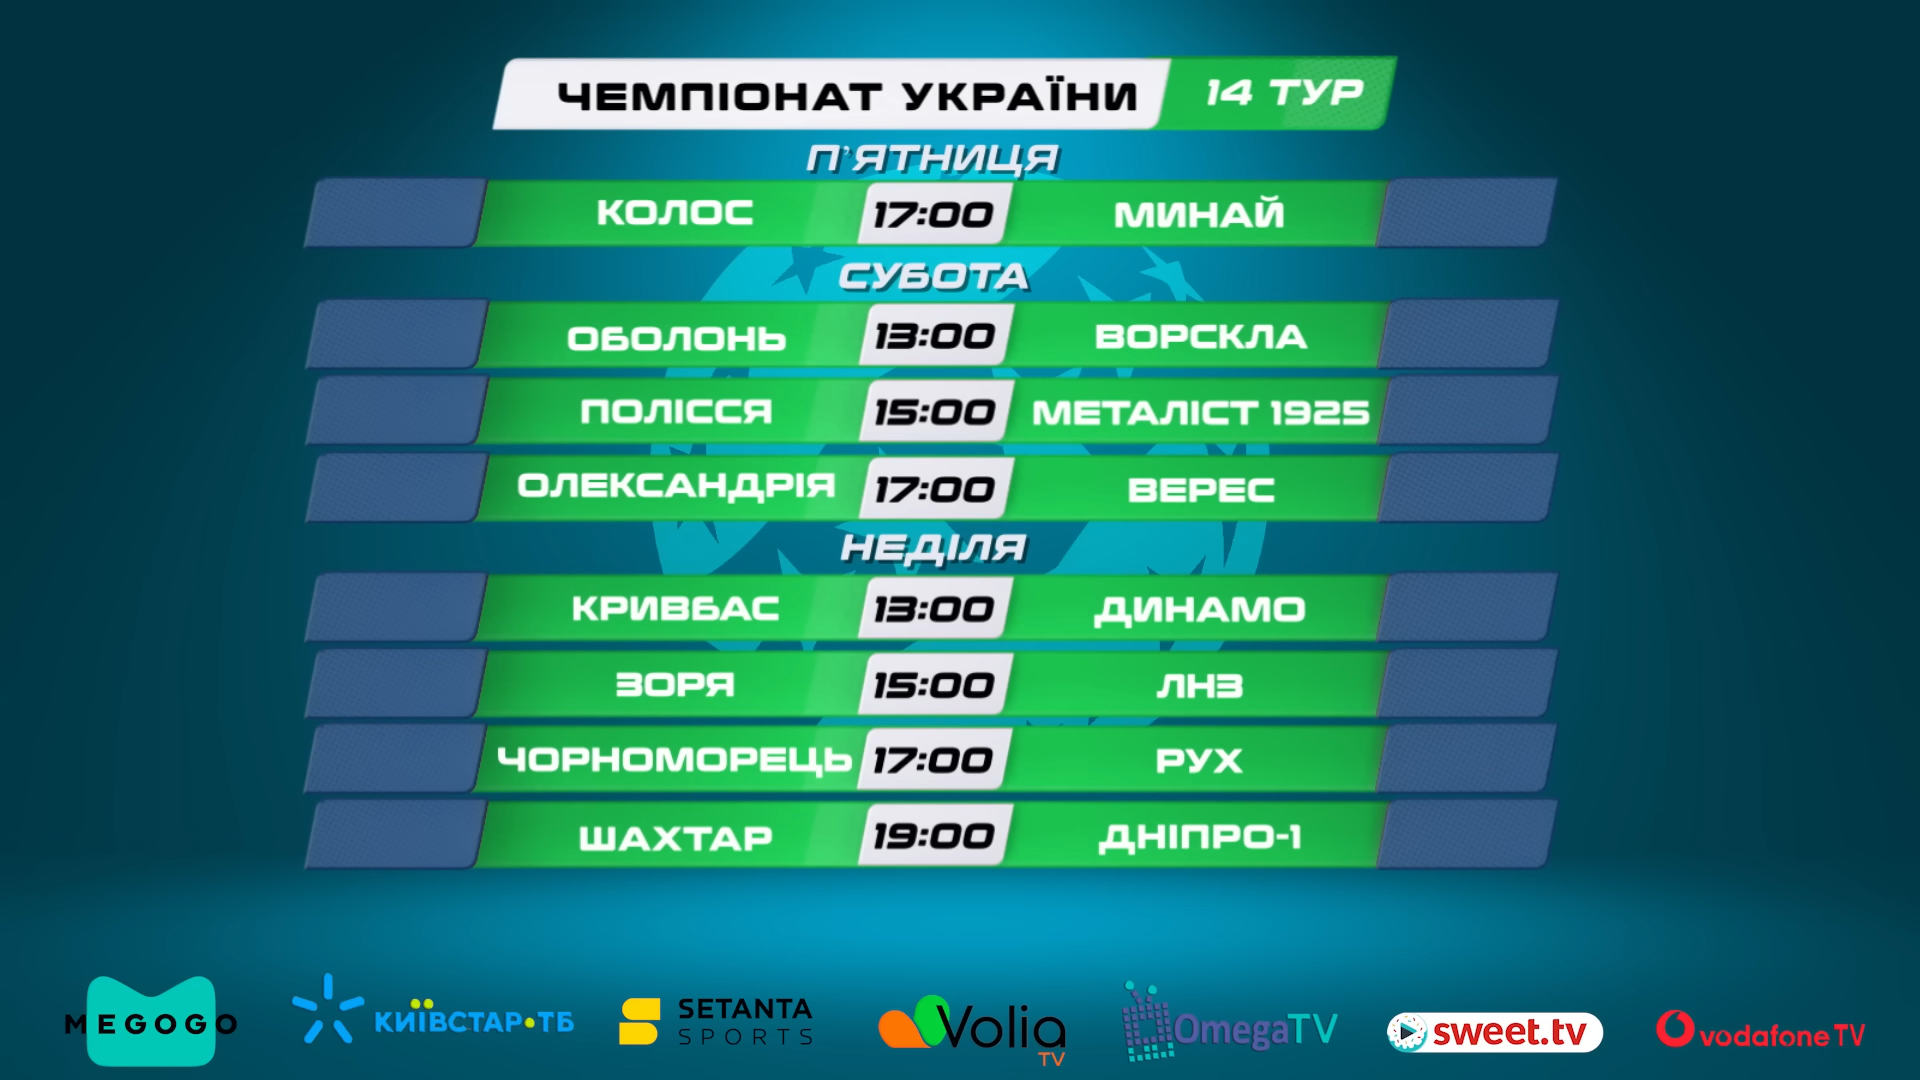 ЧЕМПІОНАТ УКРАЇНИ 14 ТУР
П'ЯТНИЦЯ
КОЛОС 17:00 МИНАЙ
СУБОТА
ОБОЛОНЬ 13:00 ВОРСКЛА
ПОЛІССЯ 15:00 МЕТАЛІСТ 1925
ОЛЕКСАНДРІЯ 17:00 ВЕРЕС
НЕДІЛЯ
КРИВБАС 13:00 ДИНАМО
ЗОРЯ 15:00 ЛНЗ
ЧОРНОМОРЕЦЬ 17:00 РУХ
ШАХТАР 19:00 ДНІПРО-1
MEGOGO КИЇВСТАР·ТБ SETANTA SPORTS Volia TV OmegaTV sweet.tv vodafone TV